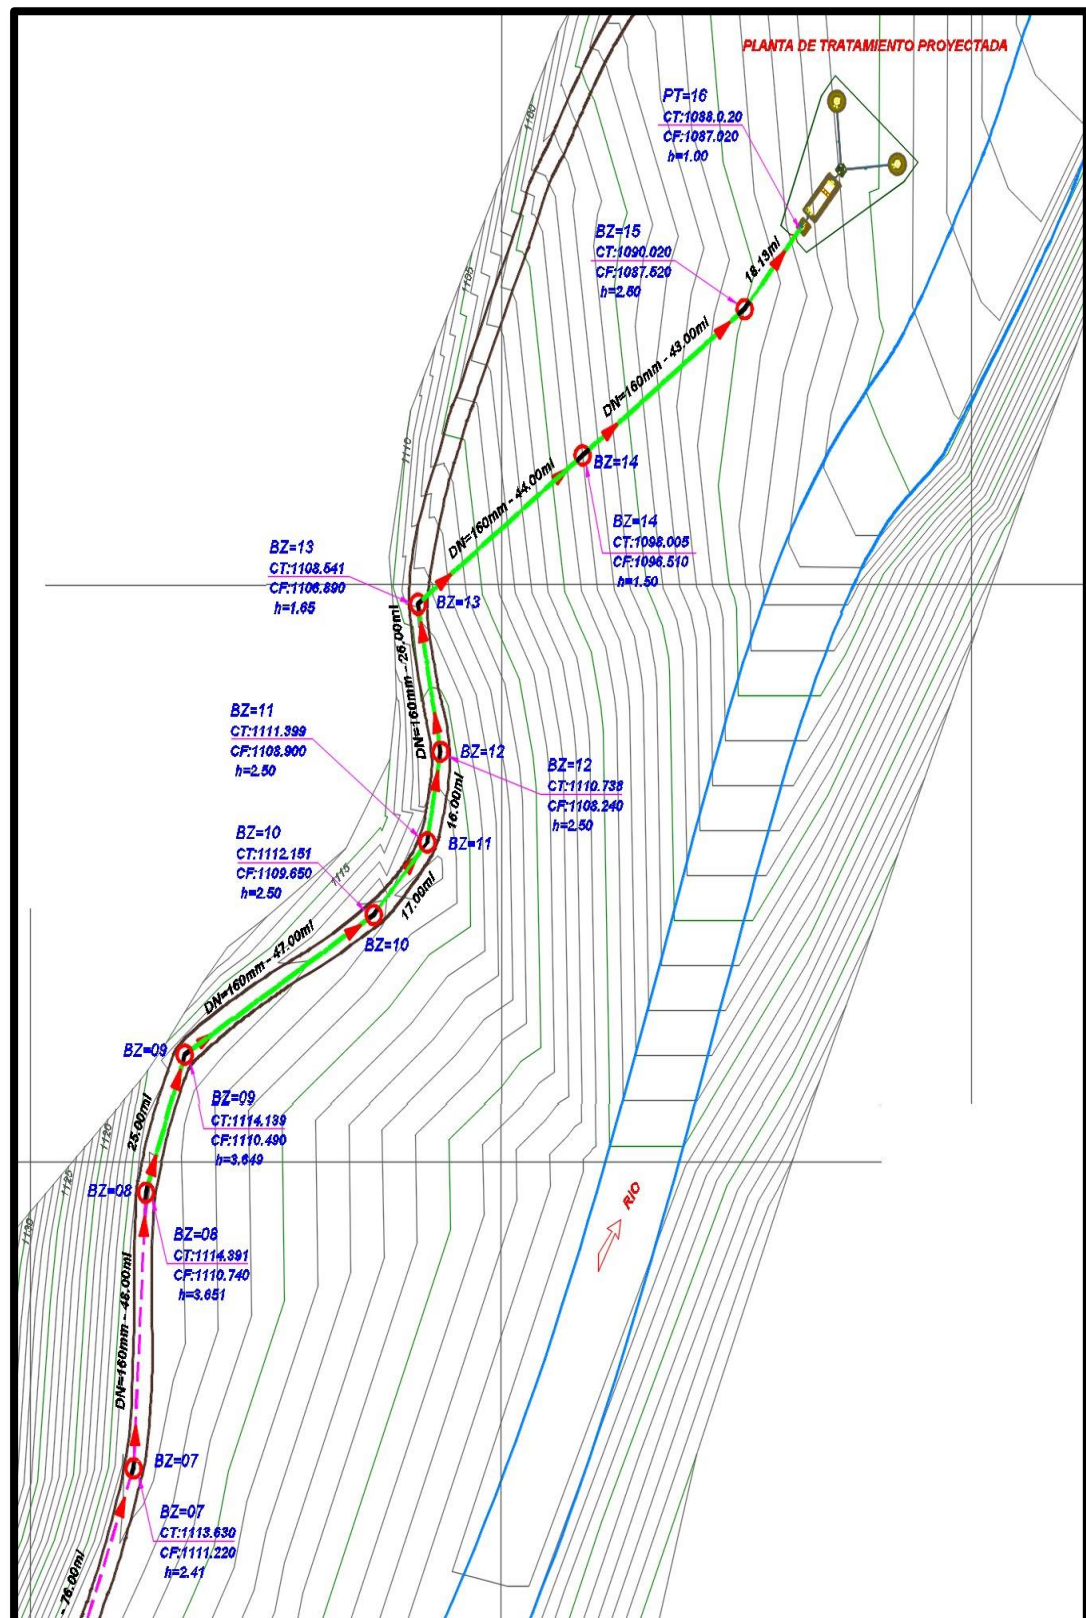 PLANTA DE TRATAMIENTO PROYECTADA
PT=16
CT:1088.0.20
CF:1087.020
h=1.00
1100
BZ=15
CT:1090.020
CF:1087.520
h=2.50
18.13ml
1105
DN=160mm - 43.00ml
1110
BZ=14
DN=160mm - 44.00ml
BZ=14
CT:1098.005
CF:1096.510
h=1.50
BZ=13
CT:1108.541
CF:1106.890
h=1.65
BZ=13
DN=160mm - 26.00ml
BZ=11
CT:1111.399
CF:1108.900
h=2.50
BZ=12
BZ=12
CT:1110.738
CF:1108.240
h=2.50
16.00ml
BZ=10
CT:1112.151
CF:1109.650
h=2.50
BZ=11
1115
17.00ml
BZ=10
DN=160mm - 47.00ml
BZ=09
BZ=09
CT:1114.139
CF:1110.490
h=3.649
25.00ml
1120
1125
1130
BZ=08
BZ=08
CT:1114.391
CF:1110.740
h=3.651
RIO
DN=160mm - 48.00ml
BZ=07
BZ=07
CT:1113.630
CF:1111.220
h=2.41
- 76.00ml